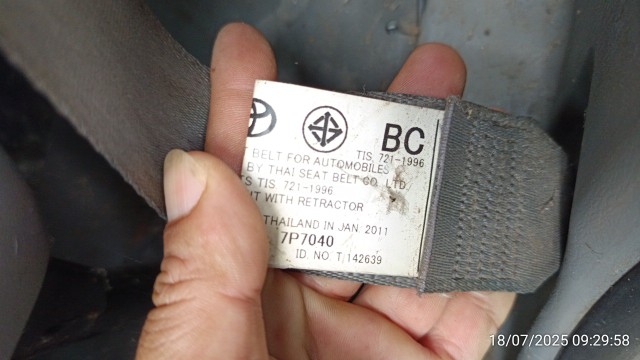 BC
TIS 721-1996
BELT FOR AUTOMOBILES
BY THAI SEAT BELT CO. LTD
TIS 721-1996
WITH RETRACTOR
THAILAND IN JAN 2011
7P7040
ID. NO. T/142639
18/07/2025 09:29:58